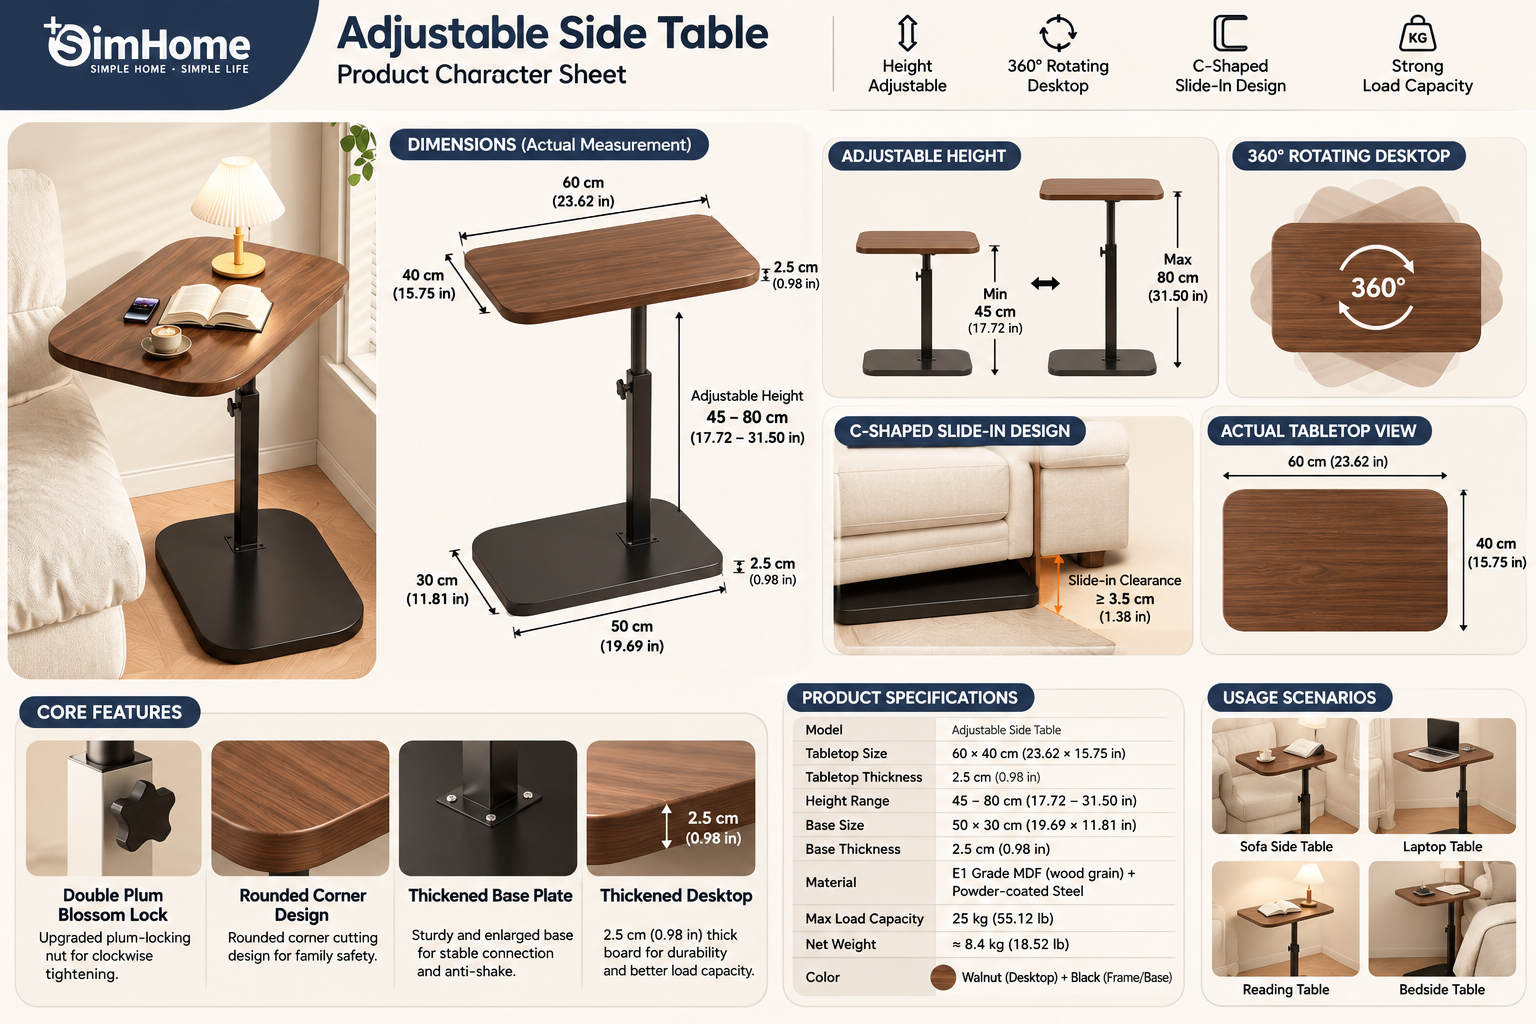 SimHome
SIMPLE HOME · SIMPLE LIFE
Adjustable Side Table
Product Character Sheet
Height
Adjustable
360° Rotating
Desktop
C-Shaped
Slide-In Design
KG
Strong
Load Capacity
DIMENSIONS (Actual Measurement)
60 cm
(23.62 in)
40 cm
(15.75 in)
2.5 cm
(0.98 in)
Adjustable Height
45 – 80 cm
(17.72 – 31.50 in)
30 cm
(11.81 in)
2.5 cm
(0.98 in)
50 cm
(19.69 in)
ADJUSTABLE HEIGHT
Min
45 cm
(17.72 in)
Max
80 cm
(31.50 in)
360° ROTATING DESKTOP
360°
C-SHAPED SLIDE-IN DESIGN
Slide-in Clearance
≥ 3.5 cm
(1.38 in)
ACTUAL TABLETOP VIEW
60 cm (23.62 in)
40 cm
(15.75 in)
CORE FEATURES
Double Plum
Blossom Lock
Upgraded plum-locking
nut for clockwise
tightening.
Rounded Corner
Design
Rounded corner cutting
design for family safety.
Thickened Base Plate
Sturdy and enlarged base
for stable connection
and anti-shake.
2.5 cm
(0.98 in)
Thickened Desktop
2.5 cm (0.98 in) thick
board for durability
and better load capacity.
PRODUCT SPECIFICATIONS
Model Adjustable Side Table
Tabletop Size 60 × 40 cm (23.62 × 15.75 in)
Tabletop Thickness 2.5 cm (0.98 in)
Height Range 45 – 80 cm (17.72 – 31.50 in)
Base Size 50 × 30 cm (19.69 × 11.81 in)
Base Thickness 2.5 cm (0.98 in)
Material E1 Grade MDF (wood grain) +
Powder-coated Steel
Max Load Capacity 25 kg (55.12 lb)
Net Weight ≈ 8.4 kg (18.52 lb)
Color Walnut (Desktop) + Black (Frame/Base)
USAGE SCENARIOS
Sofa Side Table
Laptop Table
Reading Table
Bedside Table